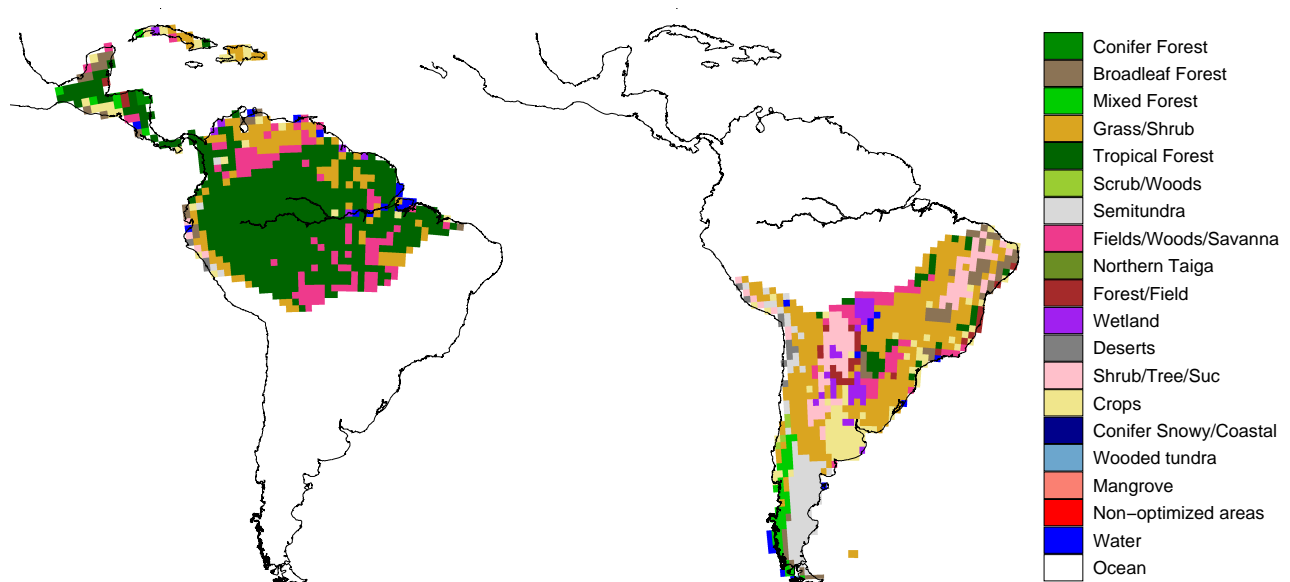 Conifer Forest
Broadleaf Forest
Mixed Forest
Grass/Shrub
Tropical Forest
Scrub/Woods
Semitundra
Fields/Woods/Savanna
Northern Taiga
Forest/Field
Wetland
Deserts
Shrub/Tree/Suc
Crops
Conifer Snowy/Coastal
Wooded tundra
Mangrove
Non−optimized areas
Water
Ocean